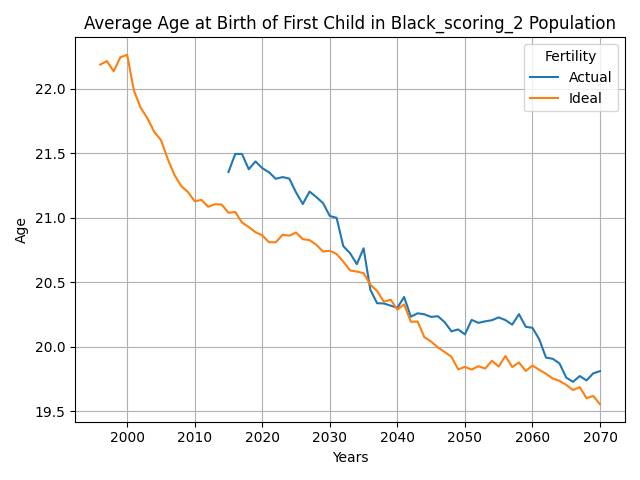 Average Age at Birth of First Child in Black_scoring_2 Population
Fertility
Actual
Ideal
22.0
21.5
21.0
20.5
20.0
19.5
Age
2000 2010 2020 2030 2040 2050 2060 2070
Years